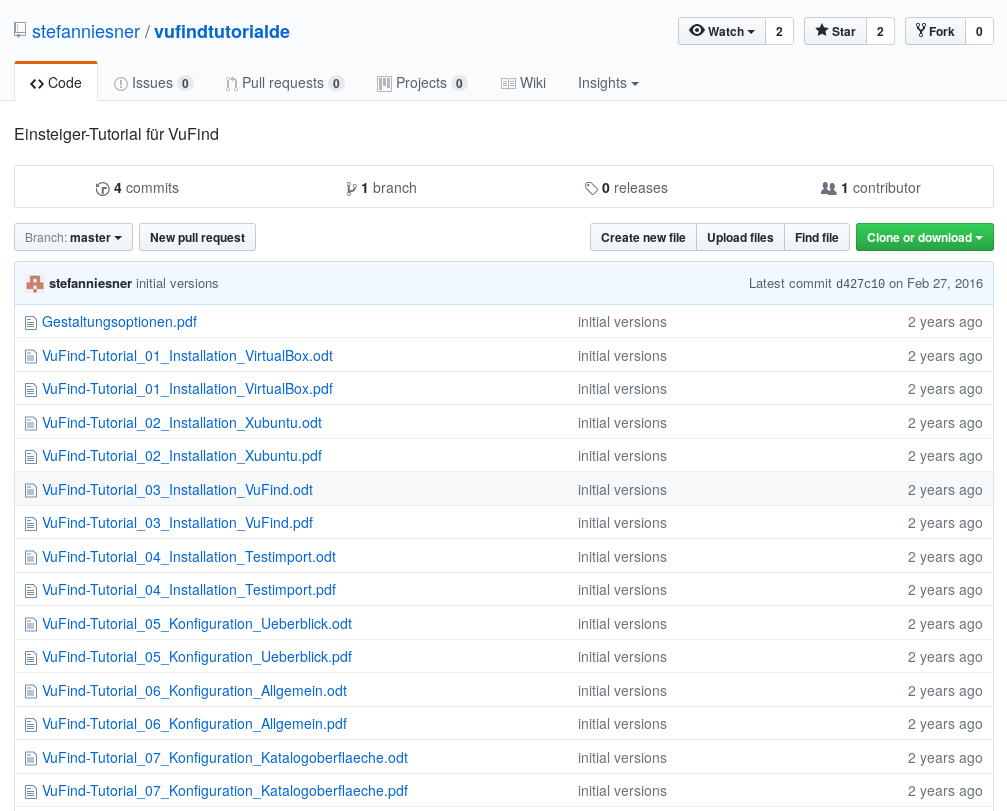 stefanniesner / vufindtutorialde
Watch 2 Star 2 Fork 0
Code Issues 0 Pull requests 0 Projects 0 Wiki Insights
Einsteiger-Tutorial für VuFind
4 commits 1 branch 0 releases 1 contributor
Branch: master New pull request Create new file Upload files Find file Clone or download
stefanniesner initial versions Latest commit d427c10 on Feb 27, 2016
Gestaltungsoptionen.pdf initial versions 2 years ago
VuFind-Tutorial_01_Installation_VirtualBox.odt initial versions 2 years ago
VuFind-Tutorial_01_Installation_VirtualBox.pdf initial versions 2 years ago
VuFind-Tutorial_02_Installation_Xubuntu.odt initial versions 2 years ago
VuFind-Tutorial_02_Installation_Xubuntu.pdf initial versions 2 years ago
VuFind-Tutorial_03_Installation_VuFind.odt initial versions 2 years ago
VuFind-Tutorial_03_Installation_VuFind.pdf initial versions 2 years ago
VuFind-Tutorial_04_Installation_Testimport.odt initial versions 2 years ago
VuFind-Tutorial_04_Installation_Testimport.pdf initial versions 2 years ago
VuFind-Tutorial_05_Konfiguration_Ueberblick.odt initial versions 2 years ago
VuFind-Tutorial_05_Konfiguration_Ueberblick.pdf initial versions 2 years ago
VuFind-Tutorial_06_Konfiguration_Allgemein.odt initial versions 2 years ago
VuFind-Tutorial_06_Konfiguration_Allgemein.pdf initial versions 2 years ago
VuFind-Tutorial_07_Konfiguration_Katalogoberflaeche.odt initial versions 2 years ago
VuFind-Tutorial_07_Konfiguration_Katalogoberflaeche.pdf initial versions 2 years ago